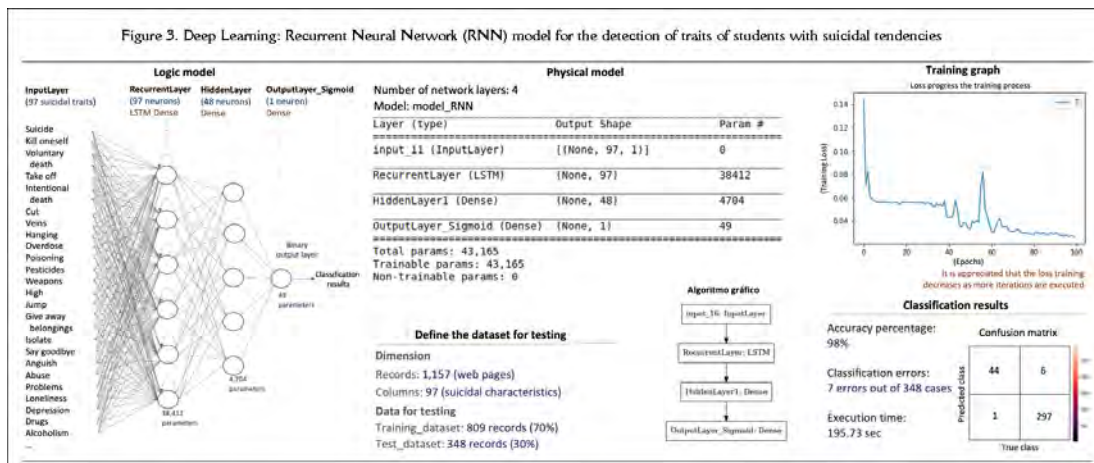 Figure 3. Deep Learning: Recurrent Neural Network (RNN) model for the detection of traits of students with suicidal tendencies
Logic model
InputLayer
(97 suicidal traits)
RecurrentLayer
(97 neurons)
LSTM Dense
HiddenLayer
(48 neurons)
Dense
OutputLayer_Sigmoid
(1 neuron)
Dense
Suicide
Kill oneself
Voluntary
death
Take off
Intentional
death
Cut
Veins
Hanging
Overdose
Poisoning
Pesticides
Weapons
High
Jump
Give away
belongings
Isolate
Say goodbye
Anguish
Abuse
Problems
Loneliness
Depression
Drugs
Alcoholism
...
38,412
parameters
4,704
parameters
Binary
output layer
49
parameters
Classification
results
Physical model
Number of network layers: 4
Model: model_RNN
Layer (type) Output Shape Param #
input_11 (InputLayer) [(None, 97, 1)] 0
RecurrentLayer (LSTM) (None, 97) 38412
HiddenLayer1 (Dense) (None, 48) 4704
OutputLayer_Sigmoid (Dense) (None, 1) 49
Total params: 43,165
Trainable params: 43,165
Non-trainable params: 0
Define the dataset for testing
Dimension
Records: 1,157 (web pages)
Columns: 97 (suicidal characteristics)
Data for testing
Training_dataset: 809 records (70%)
Test_dataset: 348 records (30%)
Algoritmo gráfico
input_16: InputLayer
RecurrentLayer: LSTM
HiddenLayer1: Dense
OutputLayer_Sigmoid: Dense
Training graph
Loss progress the training process
0.14
0.12
0.10
0.08
0.06
0.04
(Training Loss)
0 20 40 60 80 100
(Epochs)
It is appreciated that the loss training
decreases as more iterations are executed
Classification results
Accuracy percentage:
98%
Classification errors:
7 errors out of 348 cases
Execution time:
195.73 sec
Confusion matrix
Predicted class
44 6
1 297
True class